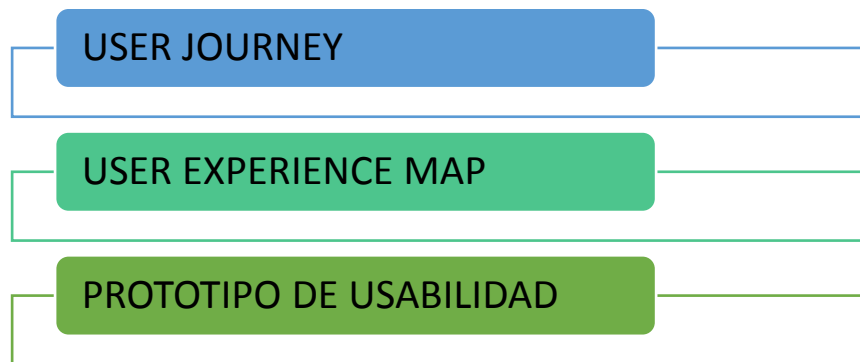 USER JOURNEY
USER EXPERIENCE MAP
PROTOTIPO DE USABILIDAD